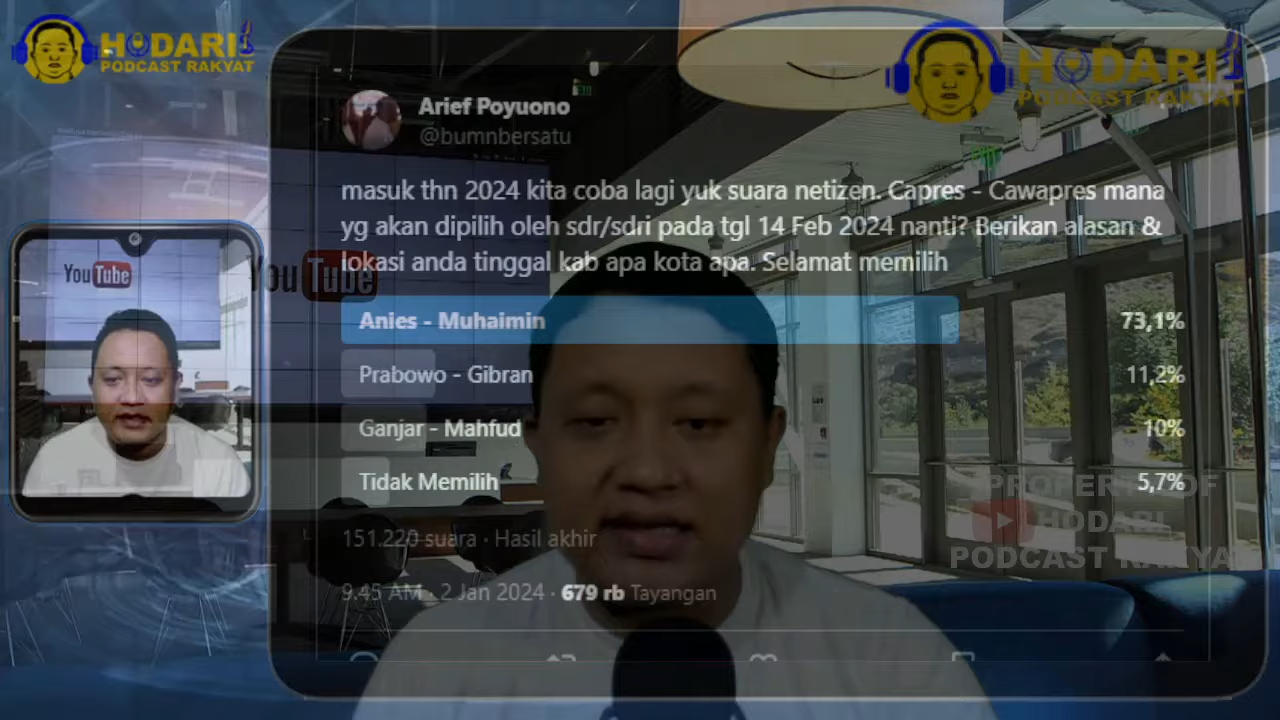 HODARI
PODCAST RAKYAT
HODARI
PODCAST RAKYAT
Arief Poyuono
@bumnbersatu
masuk thn 2024 kita coba lagi yuk suara netizen. Capres - Cawapres mana
yg akan dipilih oleh sdr/sdri pada tgl 14 Feb 2024 nanti? Berikan alasan &
lokasi anda tinggal kab apa kota apa. Selamat memilih
YouTube
YouTube
Anies - Muhaimin 73,1%
Prabowo - Gibran 11,2%
Ganjar - Mahfud 10%
Tidak Memilih 5,7%
PROPERTY OF
HODARI
PODCAST RAKYA
151.220 suara · Hasil akhir
9.45 AM · 2 Jan 2024 · 679 rb Tayangan